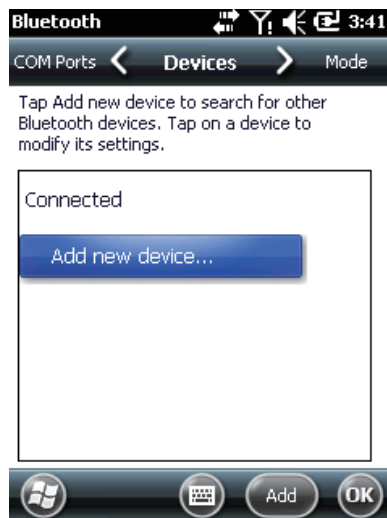 Bluetooth 3:41
COM Ports Devices Mode
Tap Add new device to search for other
Bluetooth devices. Tap on a device to
modify its settings.
Connected
Add new device...
Add OK